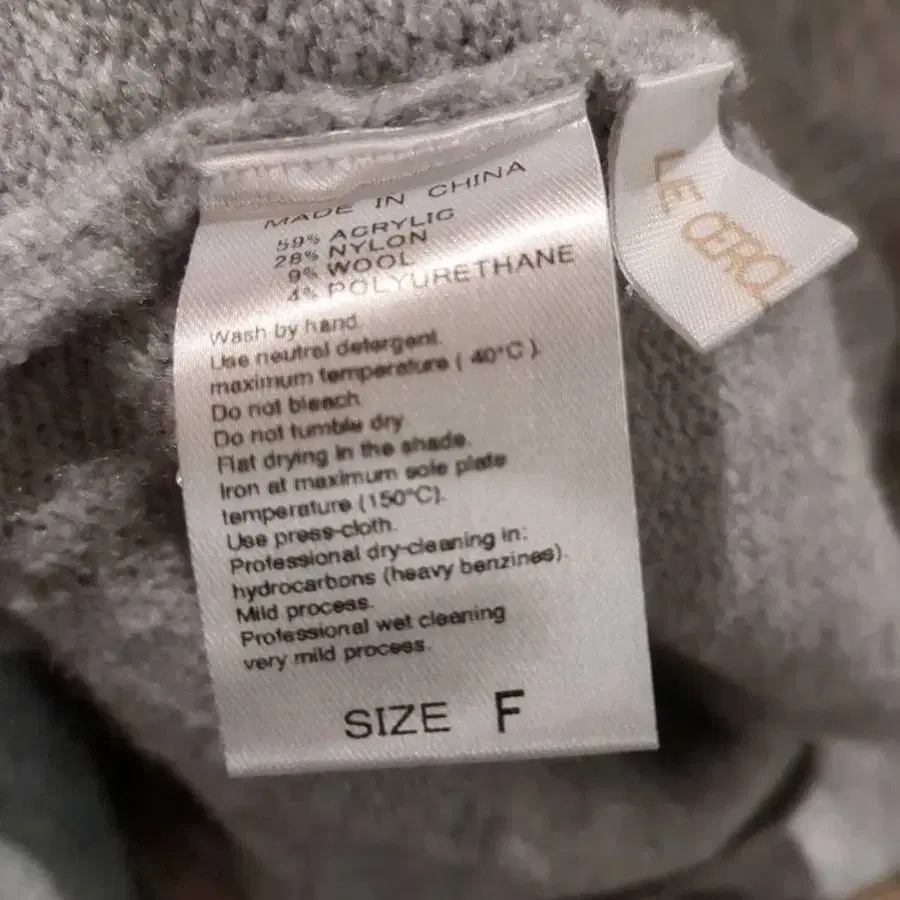 MADE IN CHINA
59% ACRYLIC
28% NYLON
9% WOOL
4% POLYURETHANE
Wash by hand.
Use neutral detergent.
maximum temperature ( 40°C ).
Do not bleach.
Do not tumble dry.
Flat drying in the shade.
Iron at maximum sole plate
temperature (150°C).
Use press-cloth.
Professional dry-cleaning in:
hydrocarbons (heavy benzines).
Mild process.
Professional wet cleaning
very mild process.
SIZE F
LE CERCL